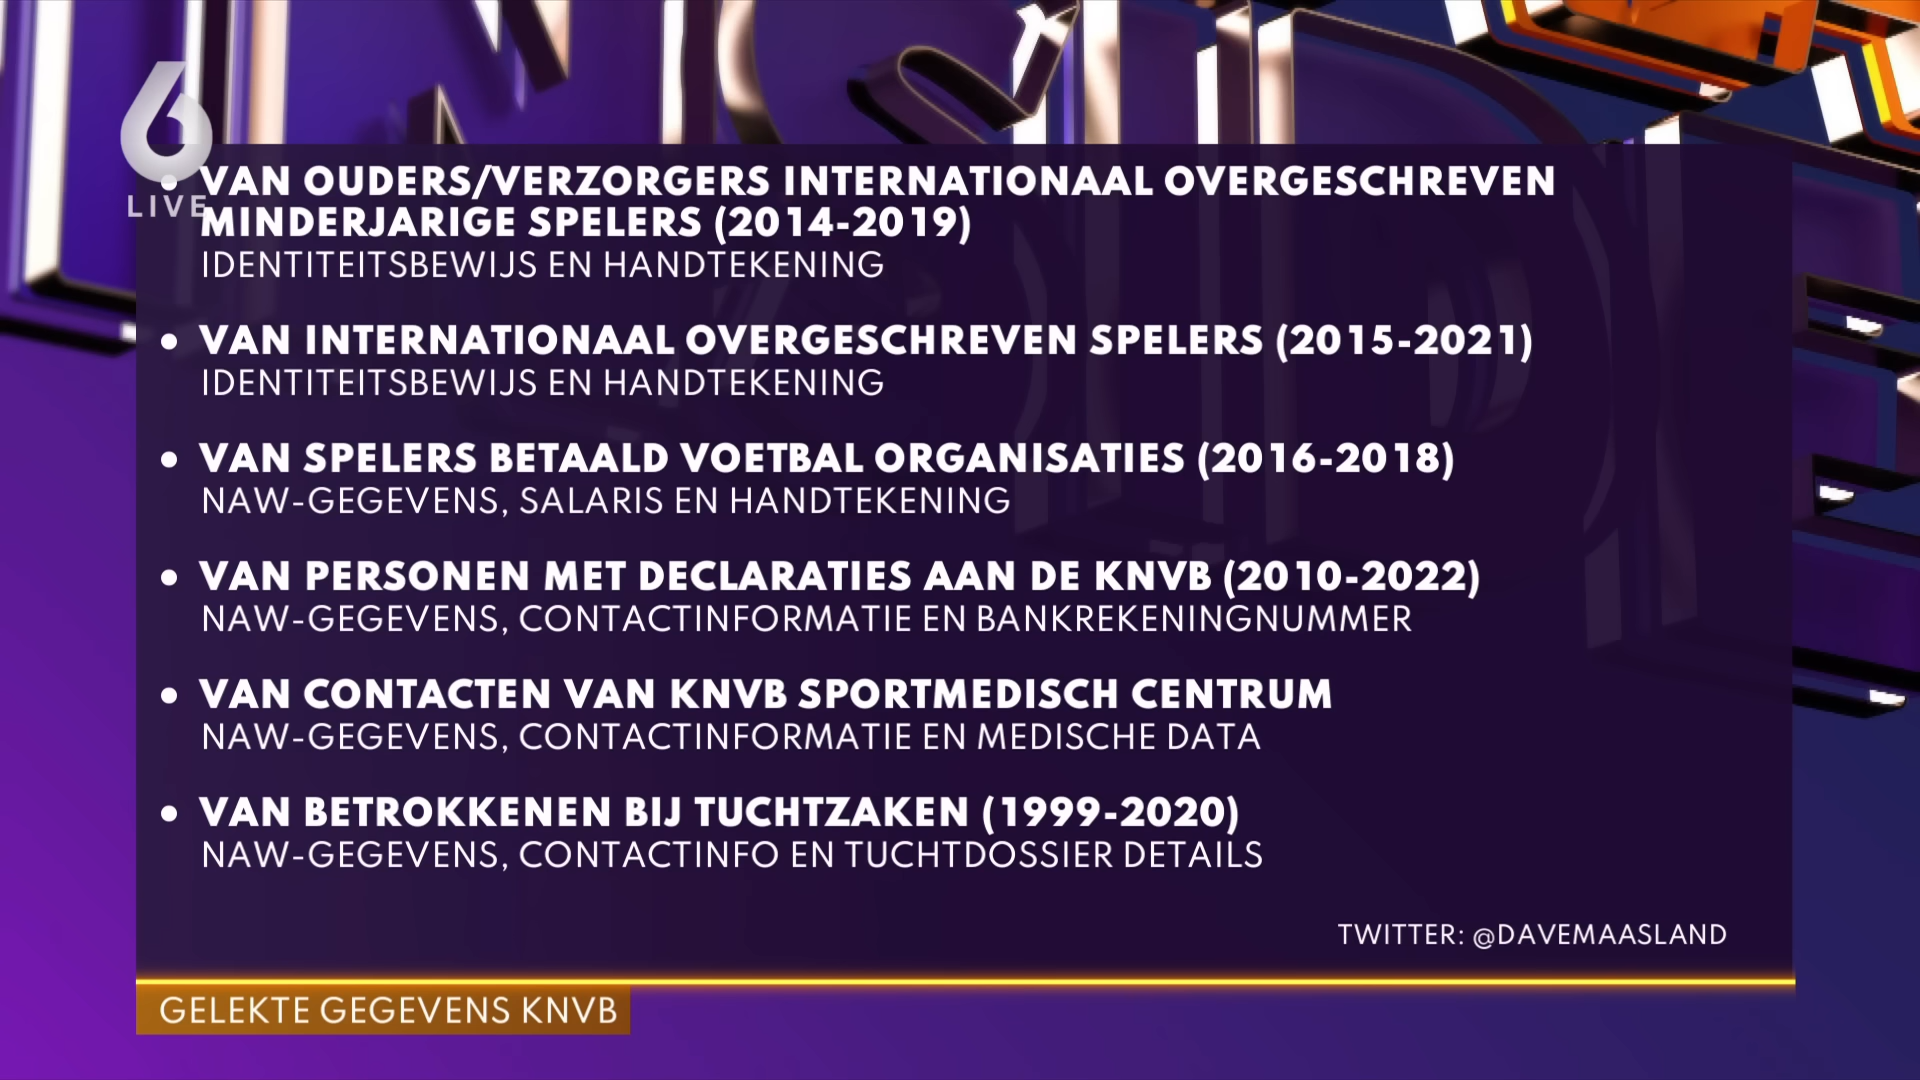 6
LIVE
• VAN OUDERS/VERZORGERS INTERNATIONAAL OVERGESCHREVEN
MINDERJARIGE SPELERS (2014-2019)
IDENTITEITSBEWIJS EN HANDTEKENING
• VAN INTERNATIONAAL OVERGESCHREVEN SPELERS (2015-2021)
IDENTITEITSBEWIJS EN HANDTEKENING
• VAN SPELERS BETAALD VOETBAL ORGANISATIES (2016-2018)
NAW-GEGEVENS, SALARIS EN HANDTEKENING
• VAN PERSONEN MET DECLARATIES AAN DE KNVB (2010-2022)
NAW-GEGEVENS, CONTACTINFORMATIE EN BANKREKENINGNUMMER
• VAN CONTACTEN VAN KNVB SPORTMEDISCH CENTRUM
NAW-GEGEVENS, CONTACTINFORMATIE EN MEDISCHE DATA
• VAN BETROKKENEN BIJ TUCHTZAKEN (1999-2020)
NAW-GEGEVENS, CONTACTINFO EN TUCHTDOSSIER DETAILS
TWITTER: @DAVEMAASLAND
GELEKTE GEGEVENS KNVB